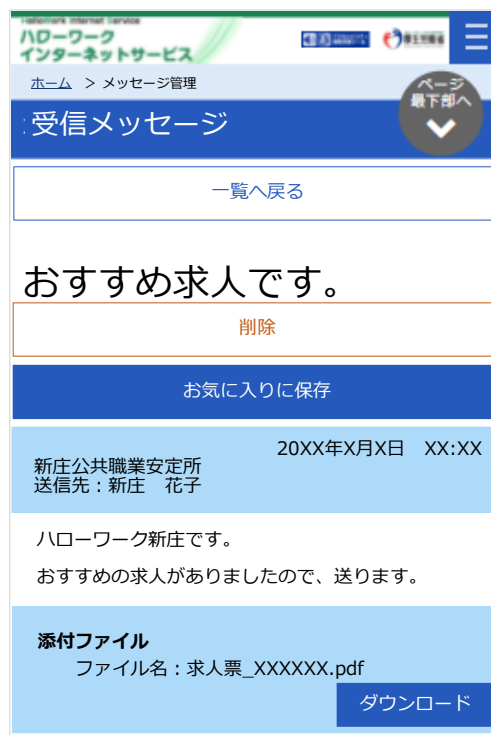 HelloWork Internet Service
ハローワーク
インターネットサービス
厚生労働省
ホーム > メッセージ管理
ページ
最下部へ
受信メッセージ
一覧へ戻る
おすすめ求人です。
削除
お気に入りに保存
20XX年X月X日 XX:XX
新庄公共職業安定所
送信先:新庄 花子
ハローワーク新庄です。
おすすめの求人がありましたので、送ります。
添付ファイル
ファイル名:求人票_XXXXXX.pdf
ダウンロード